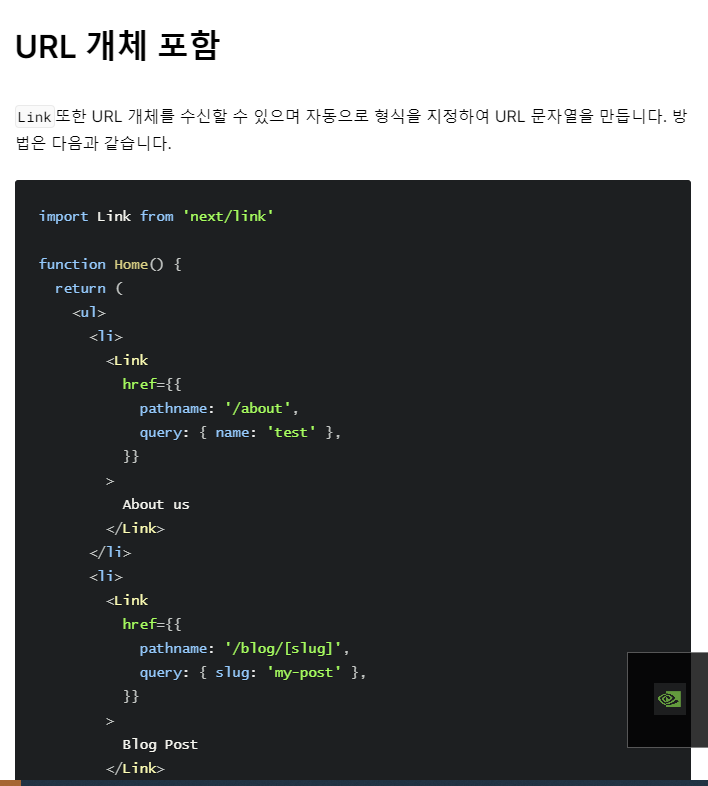 URL 개체 포함
Link또한 URL 개체를 수신할 수 있으며 자동으로 형식을 지정하여 URL 문자열을 만듭니다. 방
법은 다음과 같습니다.
import Link from 'next/link'
function Home() {
  return (
    <ul>
      <li>
        <Link
          href={{
            pathname: '/about',
            query: { name: 'test' },
          }}
        >
          About us
        </Link>
      </li>
      <li>
        <Link
          href={{
            pathname: '/blog/[slug]',
            query: { slug: 'my-post' },
          }}
        >
          Blog Post
        </Link>